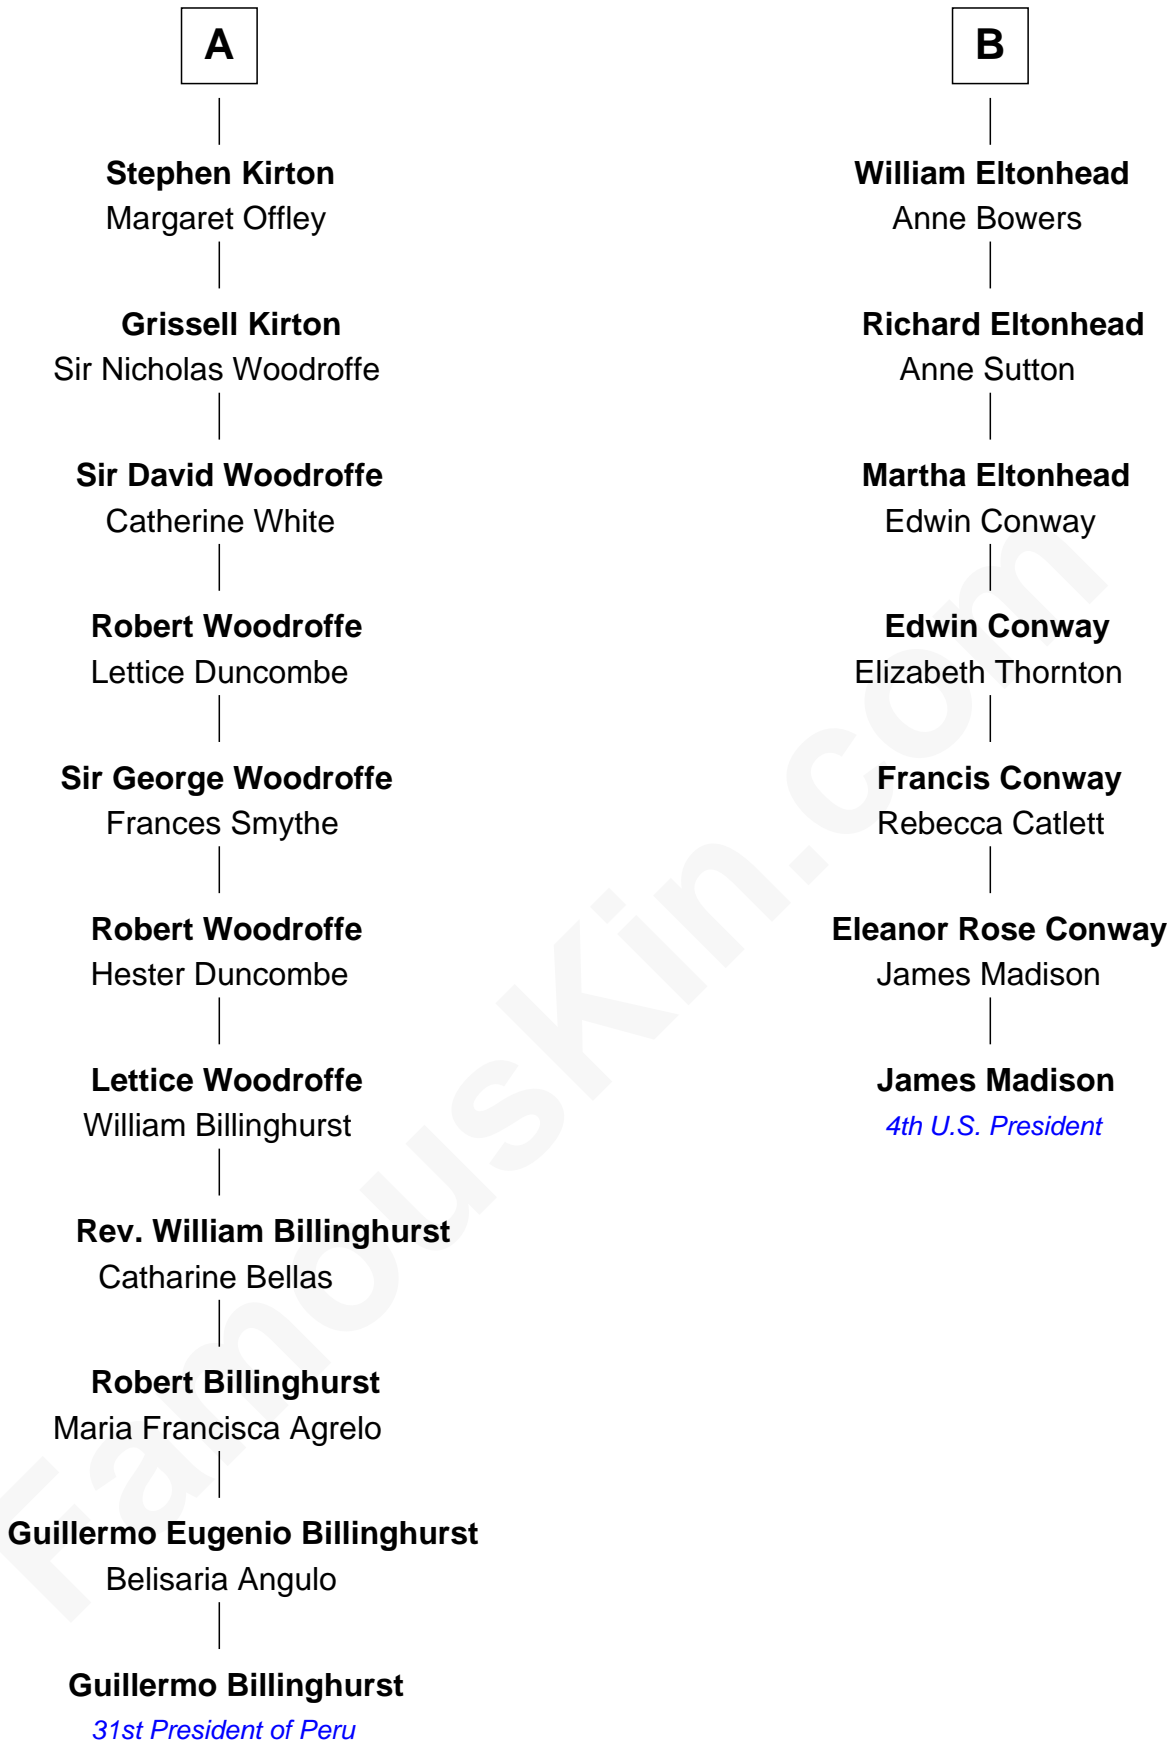 A
Stephen Kirton
Margaret Offley
Grissell Kirton
Sir Nicholas Woodroffe
Sir David Woodroffe
Catherine White
Robert Woodroffe
Lettice Duncombe
Sir George Woodroffe
Frances Smythe
Robert Woodroffe
Hester Duncombe
Lettice Woodroffe
William Billinghurst
Rev. William Billinghurst
Catharine Bellas
Robert Billinghurst
Maria Francisca Agrelo
Guillermo Eugenio Billinghurst
Belisaria Angulo
Guillermo Billinghurst
31st President of Peru
B
William Eltonhead
Anne Bowers
Richard Eltonhead
Anne Sutton
Martha Eltonhead
Edwin Conway
Edwin Conway
Elizabeth Thornton
Francis Conway
Rebecca Catlett
Eleanor Rose Conway
James Madison
James Madison
4th U.S. President
FamousKin.com